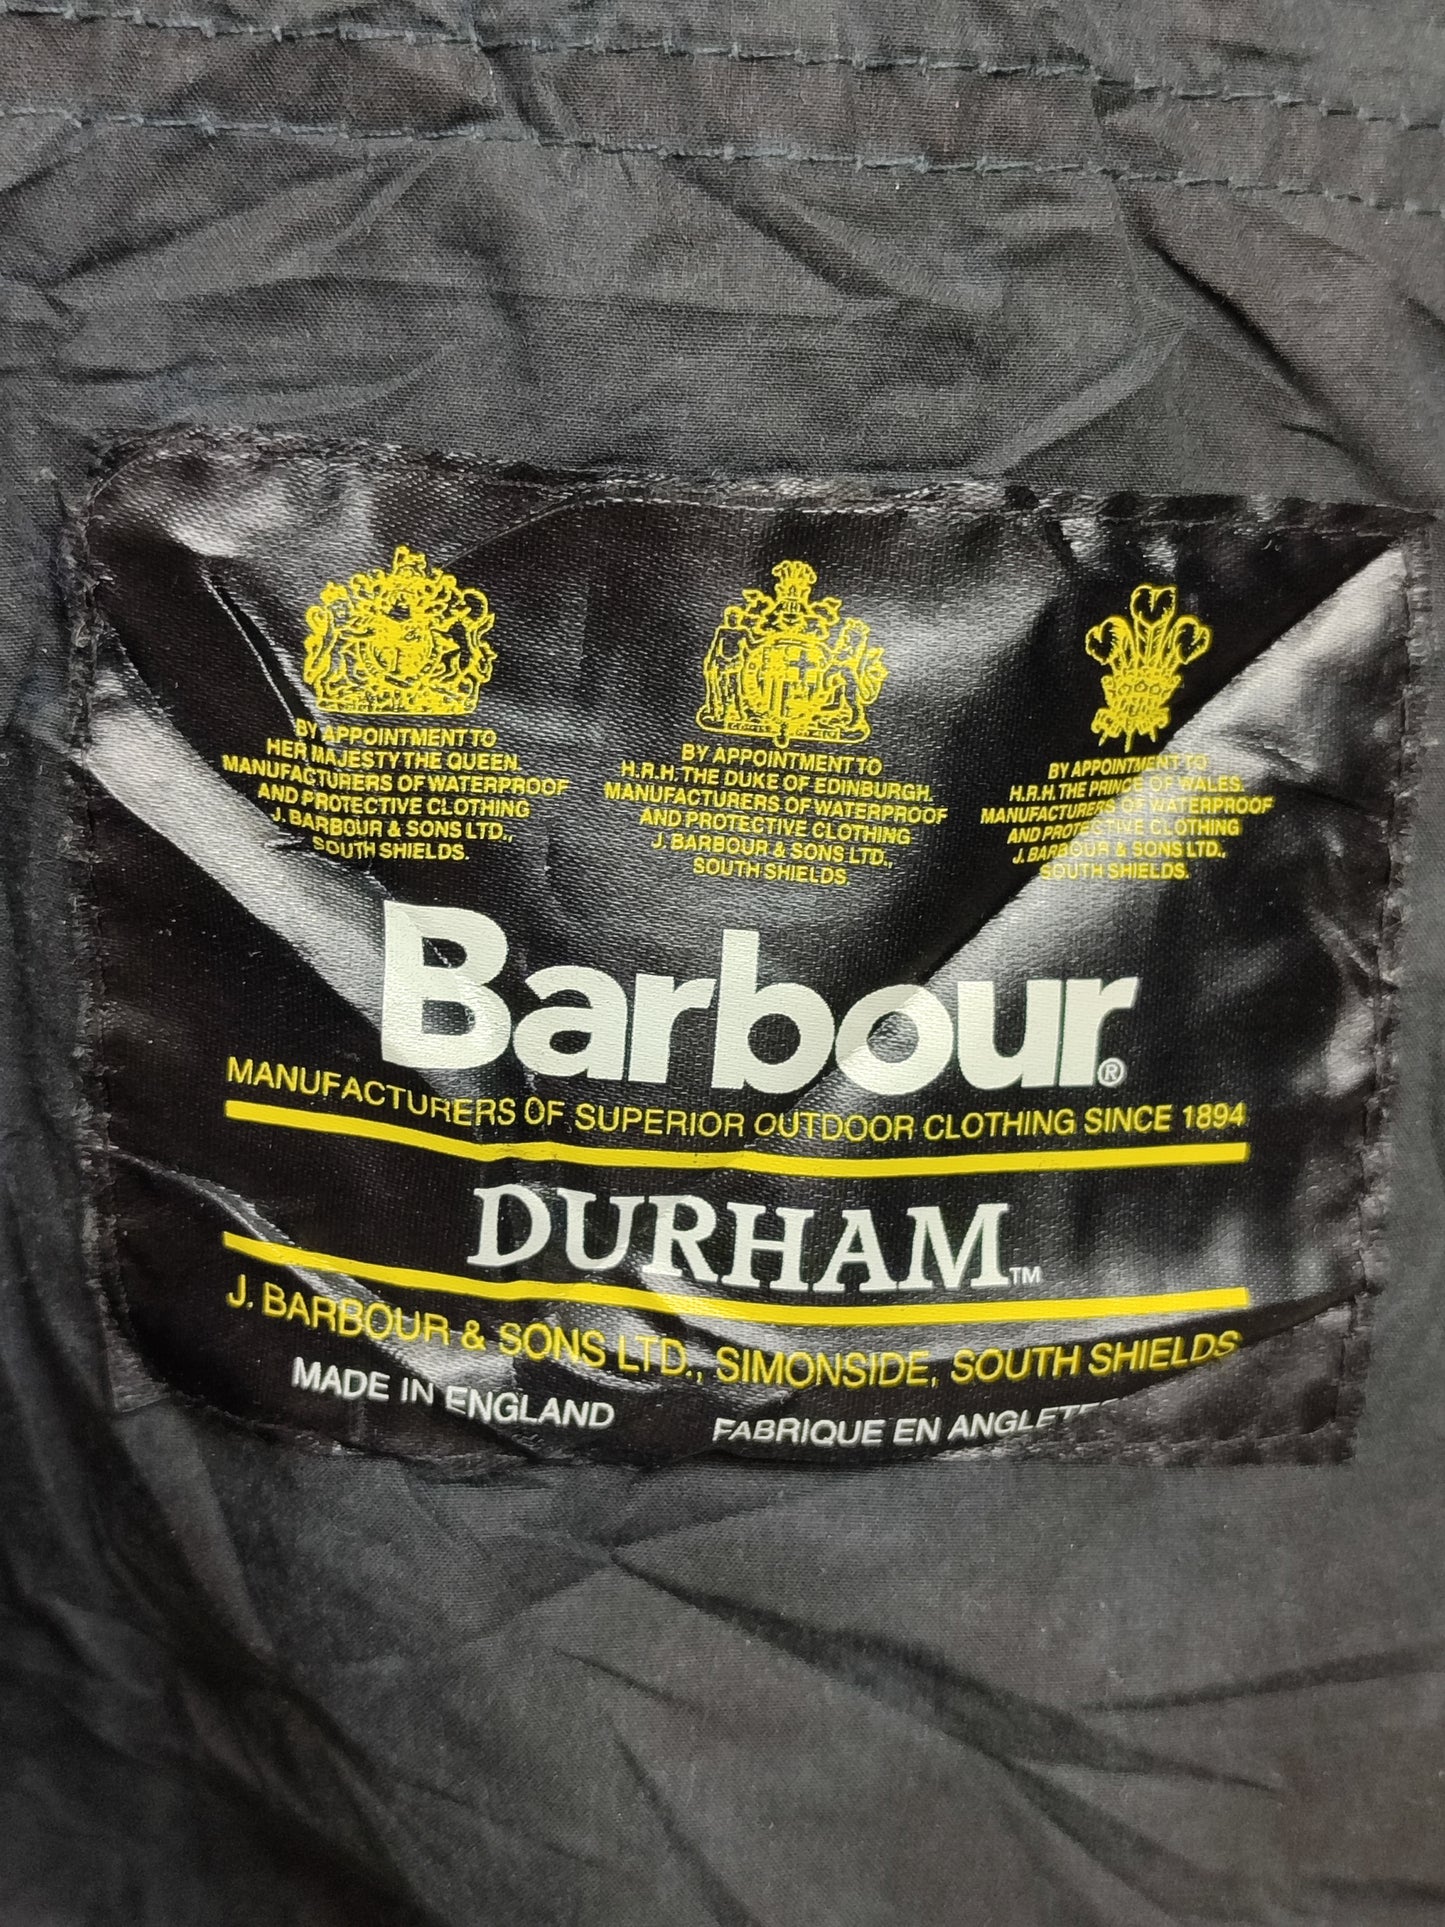 BY APPOINTMENT TO
HER MAJESTY THE QUEEN.
MANUFACTURERS OF WATERPROOF
AND PROTECTIVE CLOTHING
J. BARBOUR & SONS LTD.,
SOUTH SHIELDS.
BY APPOINTMENT TO
H.R.H. THE DUKE OF EDINBURGH.
MANUFACTURERS OF WATERPROOF
AND PROTECTIVE CLOTHING
J. BARBOUR & SONS LTD.,
SOUTH SHIELDS.
BY APPOINTMENT TO
H.R.H. THE PRINCE OF WALES.
MANUFACTURERS OF WATERPROOF
AND PROTECTIVE CLOTHING
J. BARBOUR & SONS LTD.,
SOUTH SHIELDS.
Barbour®
MANUFACTURERS OF SUPERIOR OUTDOOR CLOTHING SINCE 1894
DURHAM™
J. BARBOUR & SONS LTD., SIMONSIDE, SOUTH SHIELDS
MADE IN ENGLAND FABRIQUE EN